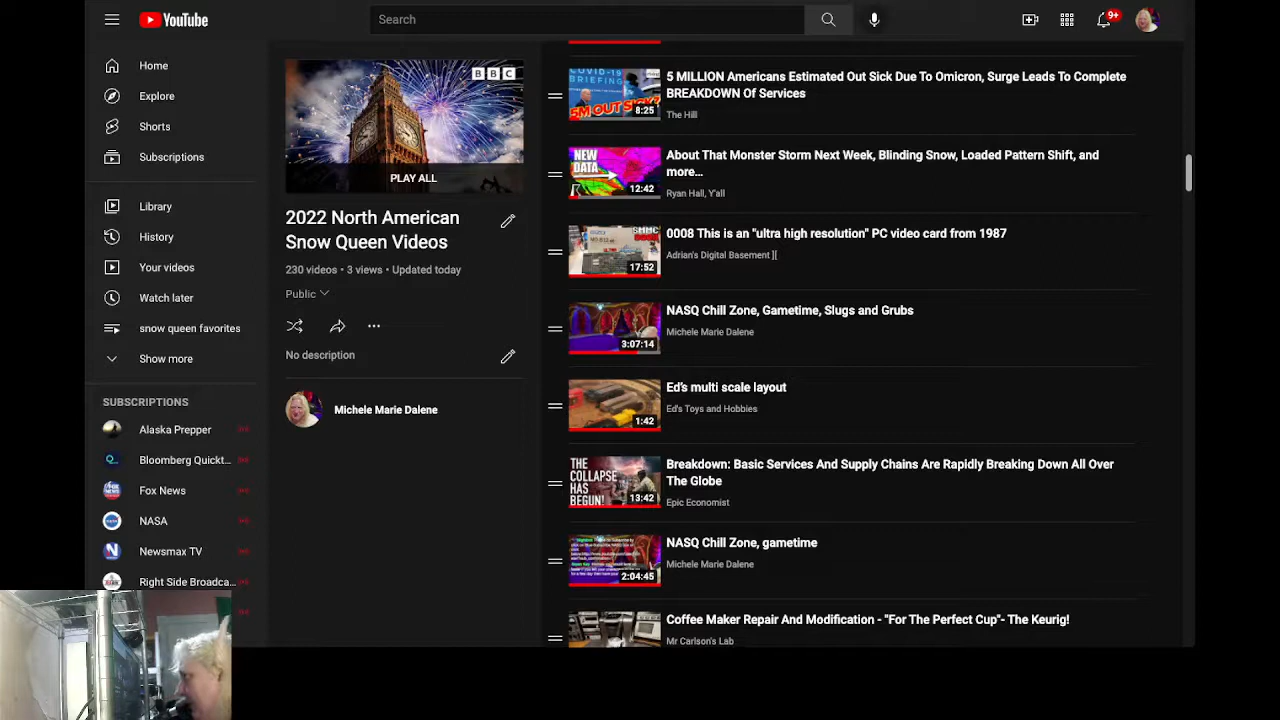 YouTube
Search
9+
Home
Explore
Shorts
Subscriptions
Library
History
Your videos
Watch later
snow queen favorites
Show more
SUBSCRIPTIONS
Alaska Prepper
Bloomberg Quickt...
Fox News
NASA
Newsmax TV
Right Side Broadca...
BBC
PLAY ALL
2022 North American
Snow Queen Videos
230 videos • 3 views • Updated today
Public
No description
Michele Marie Dalene
COVID-19
BRIEFING
5M OUT SICK?
8:25
5 MILLION Americans Estimated Out Sick Due To Omicron, Surge Leads To Complete
BREAKDOWN Of Services
The Hill
NEW
DATA
12:42
About That Monster Storm Next Week, Blinding Snow, Loaded Pattern Shift, and
more...
Ryan Hall, Y'all
17:52
0008 This is an "ultra high resolution" PC video card from 1987
Adrian's Digital Basement ][
3:07:14
NASQ Chill Zone, Gametime, Slugs and Grubs
Michele Marie Dalene
1:42
Ed's multi scale layout
Ed's Toys and Hobbies
THE
COLLAPSE
HAS
BEGUN!
13:42
Breakdown: Basic Services And Supply Chains Are Rapidly Breaking Down All Over
The Globe
Epic Economist
2:04:45
NASQ Chill Zone, gametime
Michele Marie Dalene
Coffee Maker Repair And Modification - "For The Perfect Cup"- The Keurig!
Mr Carlson's Lab